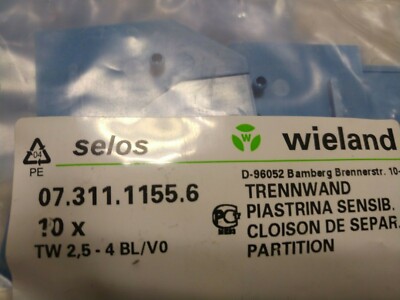 selos
wieland
04
PE
D-96052 Bamberg Brennerstr. 10-
07.311.1155.6
TRENNWAND
10 x
PIASTRINA SENSIB.
CLOISON DE SEPAR.
TW 2,5 - 4 BL/V0
PARTITION